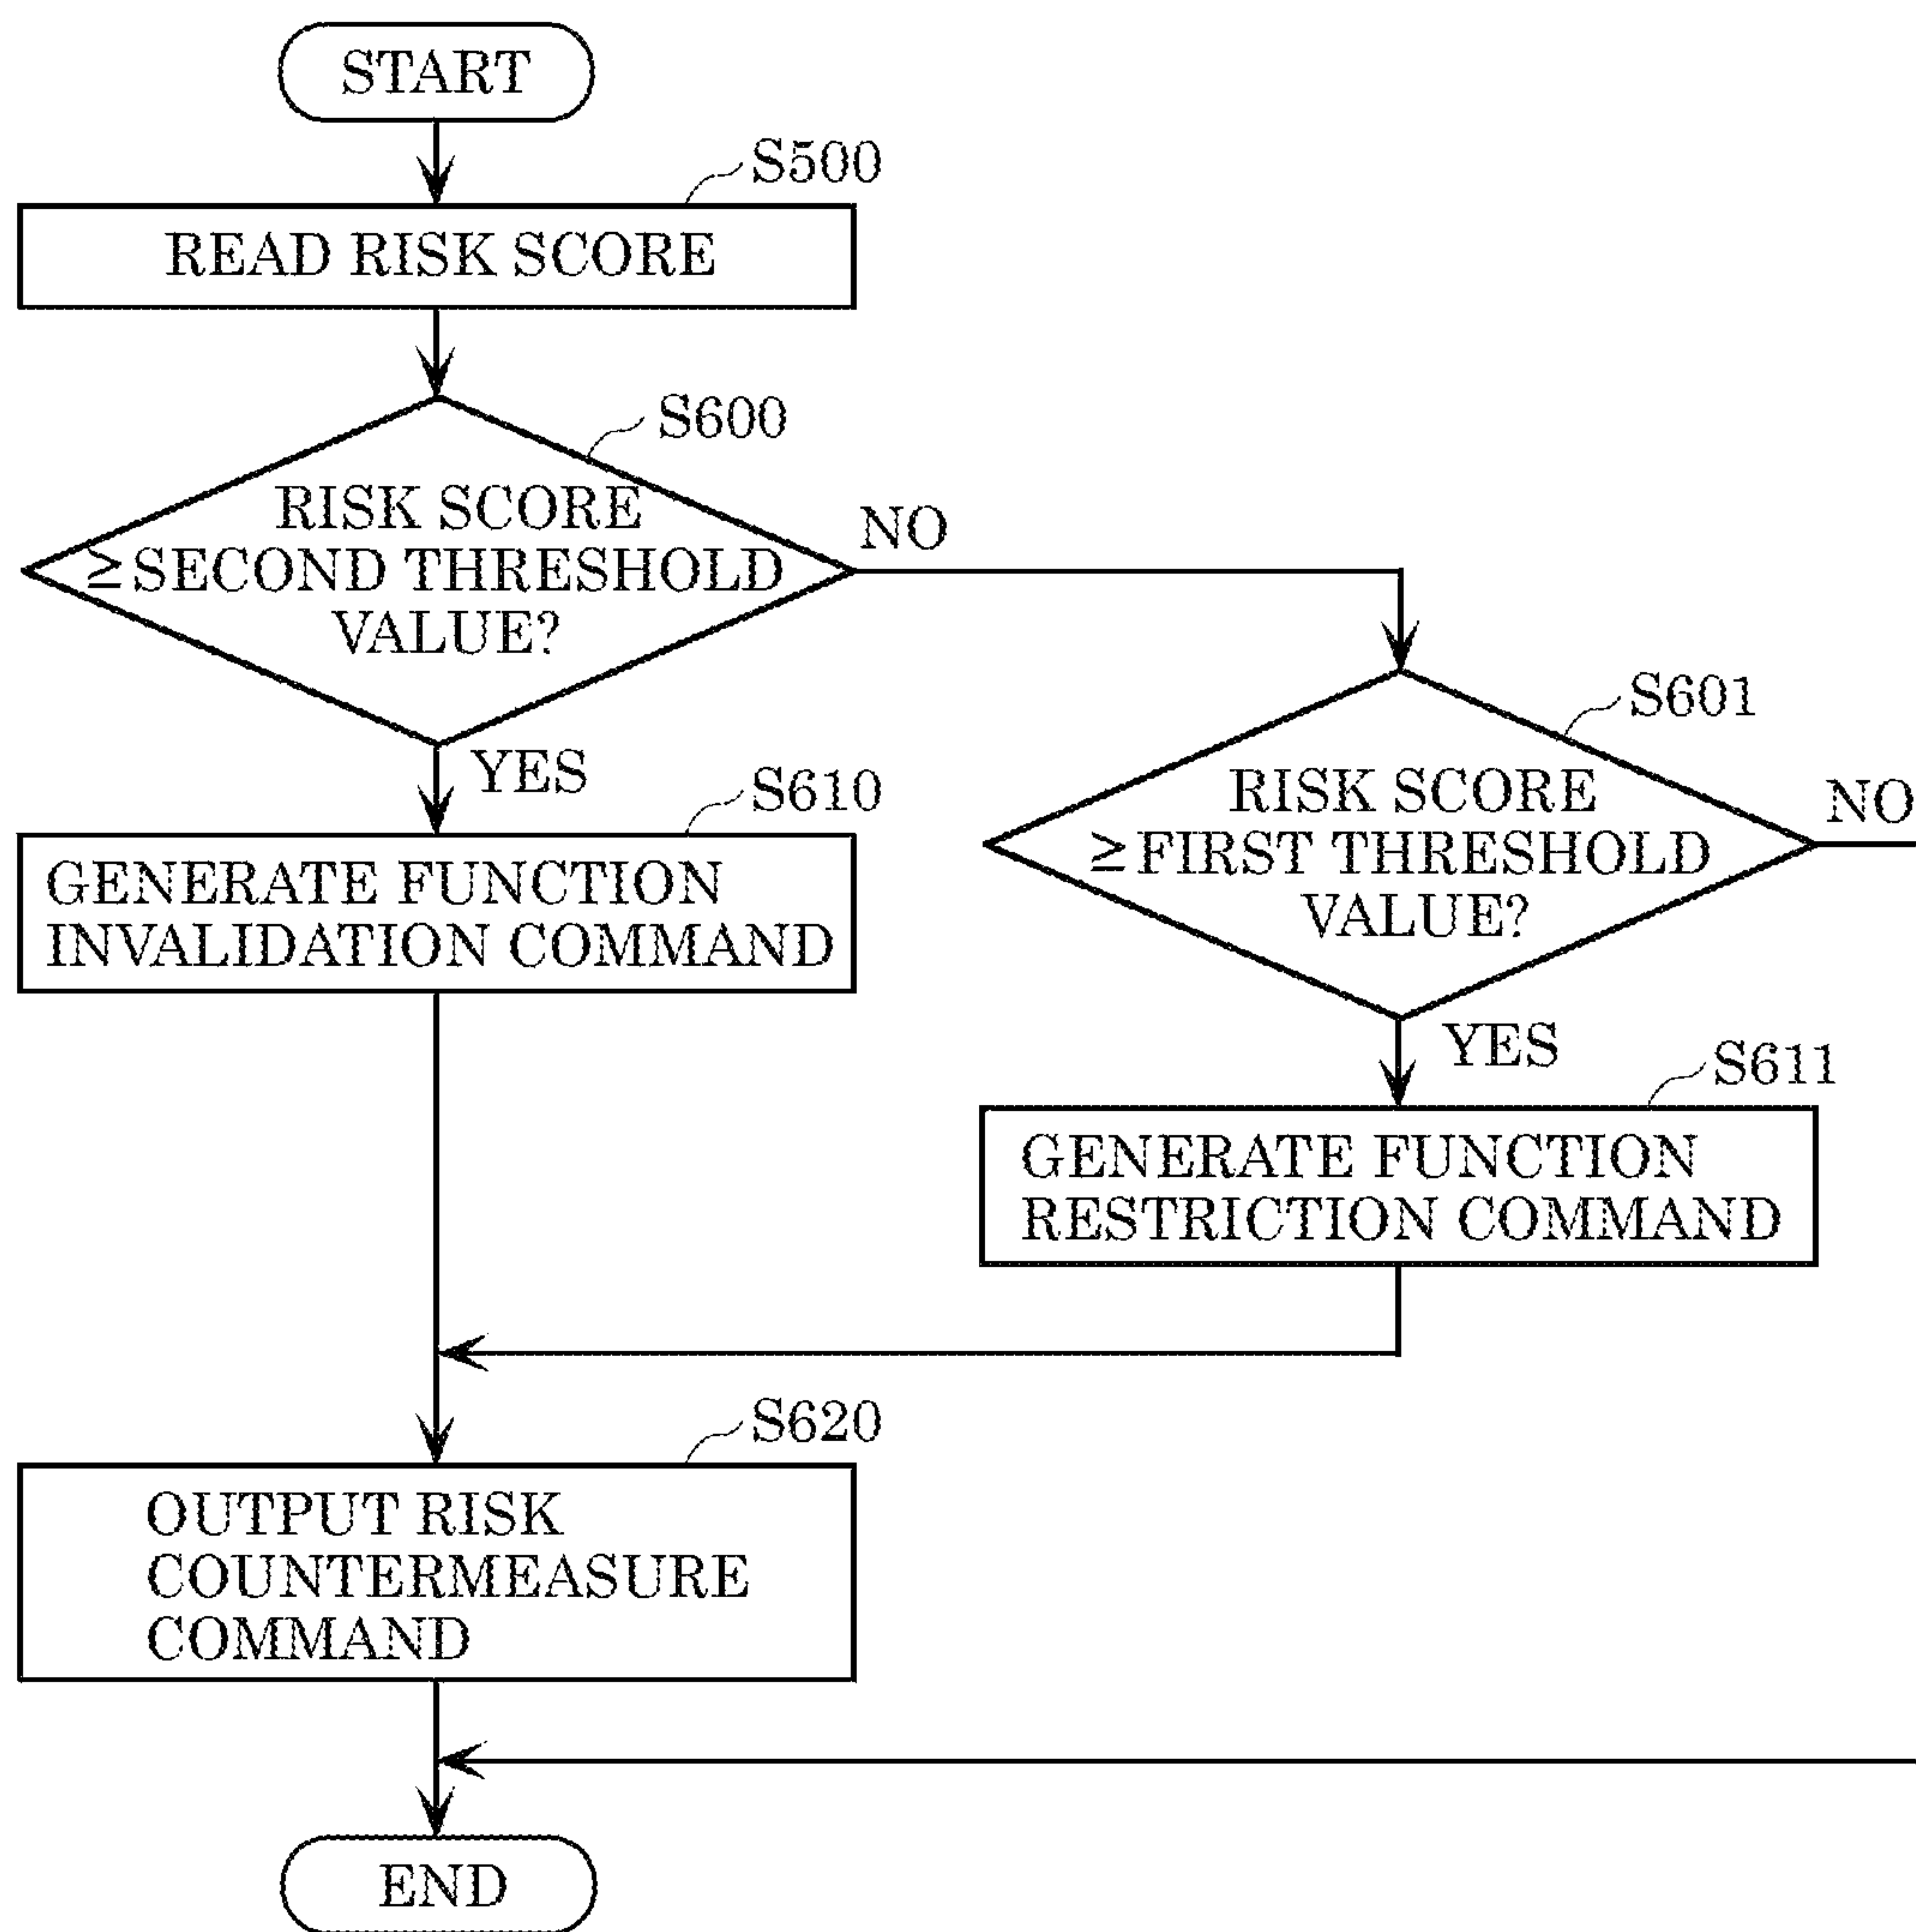 START
S500
READ RISK SCORE
S600
RISK SCORE
≥SECOND THRESHOLD
VALUE?
NO
YES
S601
RISK SCORE
≥FIRST THRESHOLD
VALUE?
NO
YES
S610
GENERATE FUNCTION
INVALIDATION COMMAND
S611
GENERATE FUNCTION
RESTRICTION COMMAND
S620
OUTPUT RISK
COUNTERMEASURE
COMMAND
END